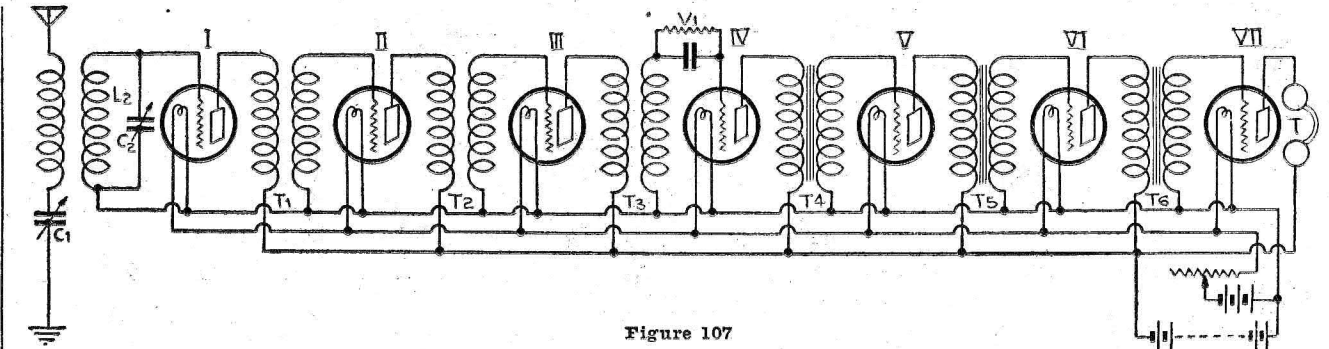 V1
I II III IV V VI VII
L2
C2
T
T1 T2 T3 T4 T5 T6
C1
Figure 107